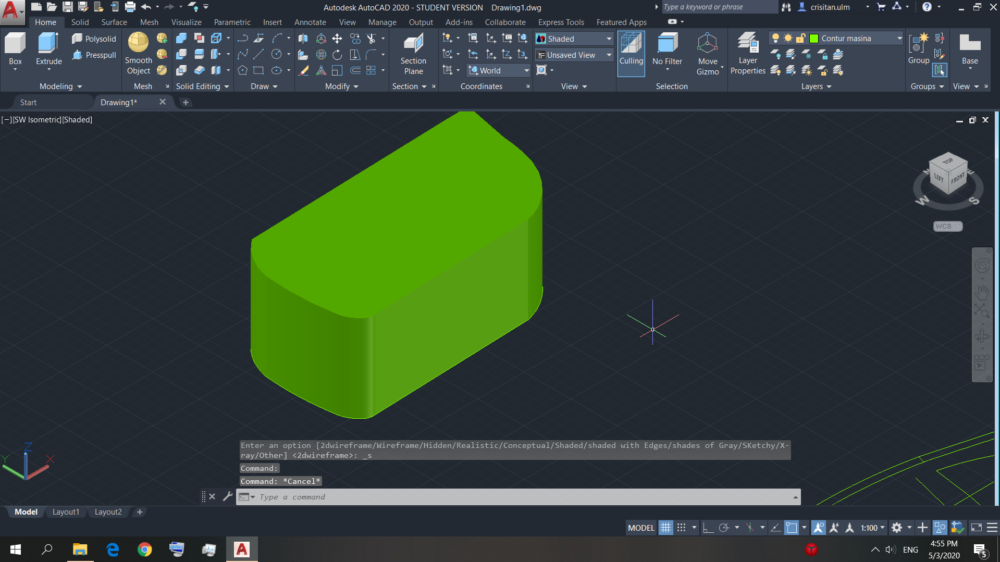 Autodesk AutoCAD 2020 - STUDENT VERSION Drawing1.dwg
Type a keyword or phrase
crisitan.ulm
Home Solid Surface Mesh Visualize Parametric Insert Annotate View Manage Output Add-ins Collaborate Express Tools Featured Apps
Box
Extrude
Polysolid
Presspull
Modeling
Smooth
Object
Mesh
Solid Editing
Draw
Modify
Section
Plane
Section
World
Coordinates
Shaded
Unsaved View
View
Culling
No Filter
Move
Gizmo
Selection
Layer
Properties
Contur masina
Layers
Group
Groups
Base
View
Start
Drawing1*
[−][SW Isometric][Shaded]
TOP
LEFT
FRONT
N
E
W
S
WCS
Z
Y
X
Enter an option [2dwireframe/Wireframe/Hidden/Realistic/Conceptual/Shaded/shaded with Edges/shades of Gray/SKetchy/X-
ray/Other] <2dwireframe>: _s
Command:
Command: *Cancel*
Type a command
Model Layout1 Layout2
MODEL
1:100
ENG
4:55 PM
5/3/2020
5